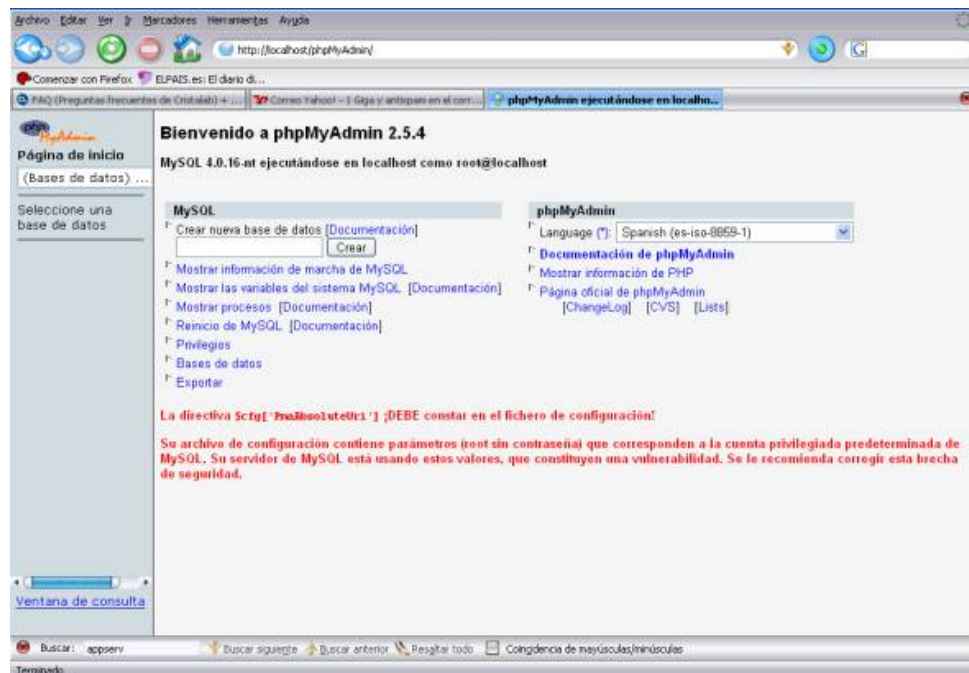 Archivo Editar Ver Ir Marcadores Herramientas Ayuda
http://localhost/phpMyAdmin/
G
Comenzar con Firefox ELPAIS.es: El diario di...
FAQ (Preguntas frecuentes de Cristalab) + ... Correo Yahoo! - 1 Giga y antispam en el corr... phpMyAdmin ejecutándose en localho...
php
MyAdmin
Página de inicio
(Bases de datos) ...
Seleccione una
base de datos
Ventana de consulta
Bienvenido a phpMyAdmin 2.5.4
MySQL 4.0.16-nt ejecutándose en localhost como root@localhost
MySQL
Crear nueva base de datos [Documentación]
Crear
Mostrar información de marcha de MySQL
Mostrar las variables del sistema MySQL [Documentación]
Mostrar procesos [Documentación]
Reinicio de MySQL [Documentación]
Privilegios
Bases de datos
Exportar
phpMyAdmin
Language (*): Spanish (es-iso-8859-1)
Documentación de phpMyAdmin
Mostrar información de PHP
Página oficial de phpMyAdmin
[ChangeLog] [CVS] [Lists]
La directiva $cfg['PmaAbsoluteUri'] ¡DEBE constar en el fichero de configuración!
Su archivo de configuración contiene parámetros (root sin contraseña) que corresponden a la cuenta privilegiada predeterminada de
MySQL. Su servidor de MySQL está usando estos valores, que constituyen una vulnerabilidad. Se le recomienda corregir esta brecha
de seguridad.
Buscar: appserv Buscar siguiente Buscar anterior Resaltar todo Coincidencia de mayúsculas/minúsculas
Terminado